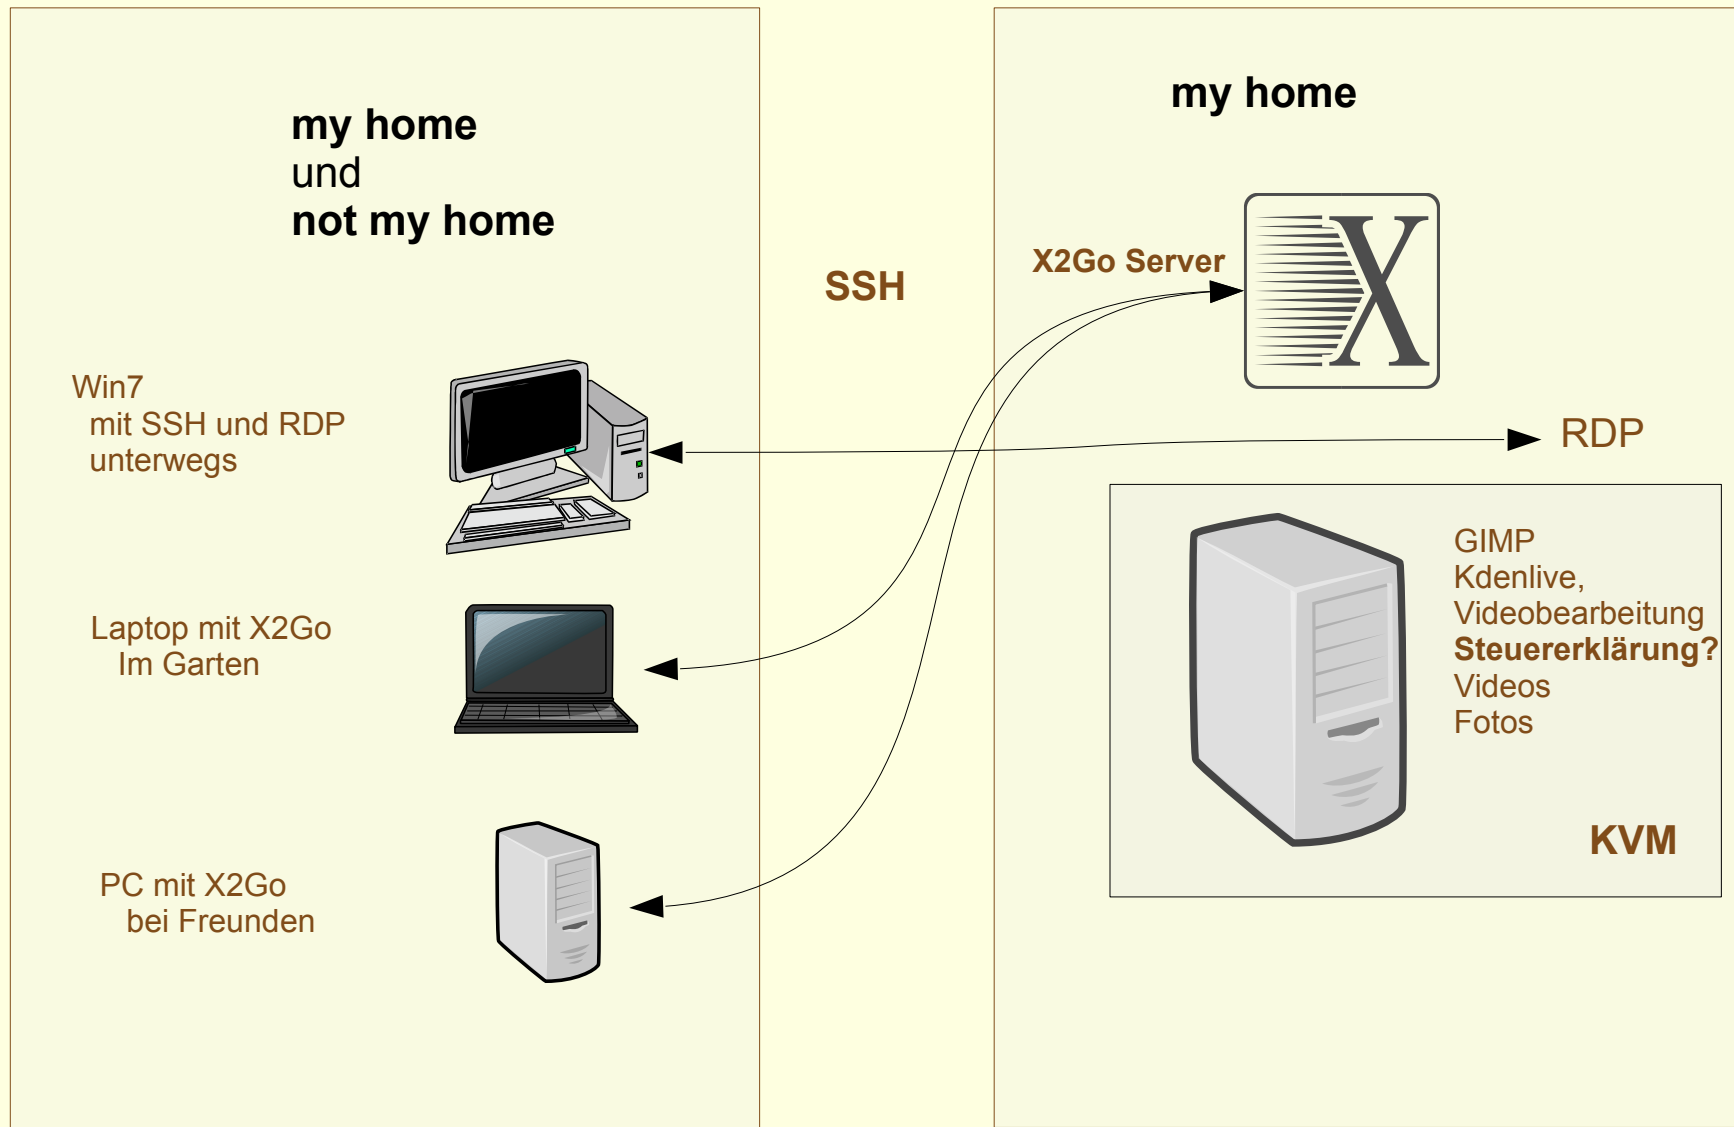 my home
und
not my home
Win7
mit SSH und RDP
unterwegs
Laptop mit X2Go
Im Garten
PC mit X2Go
bei Freunden
SSH
my home
X2Go Server
X
RDP
GIMP
Kdenlive,
Videobearbeitung
Steuererklärung?
Videos
Fotos
KVM